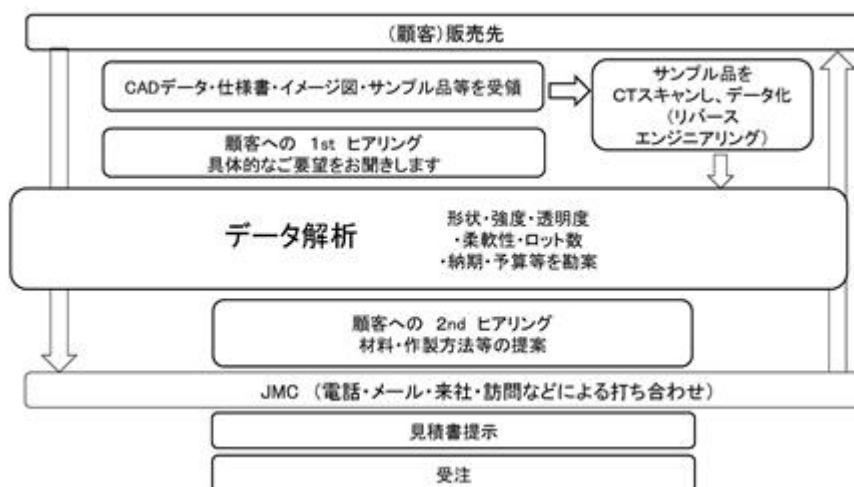 (顧客)販売先
CADデータ・仕様書・イメージ図・サンプル品等を受領
サンプル品を
CTスキャンし、データ化
(リバース
エンジニアリング)
顧客への 1st ヒアリング
具体的なご要望をお聞きします
データ解析
形状・強度・透明度
・柔軟性・ロット数
・納期・予算等を勘案
顧客への 2nd ヒアリング
材料・作製方法等の提案
JMC (電話・メール・来社・訪問などによる打ち合わせ)
見積書提示
受注